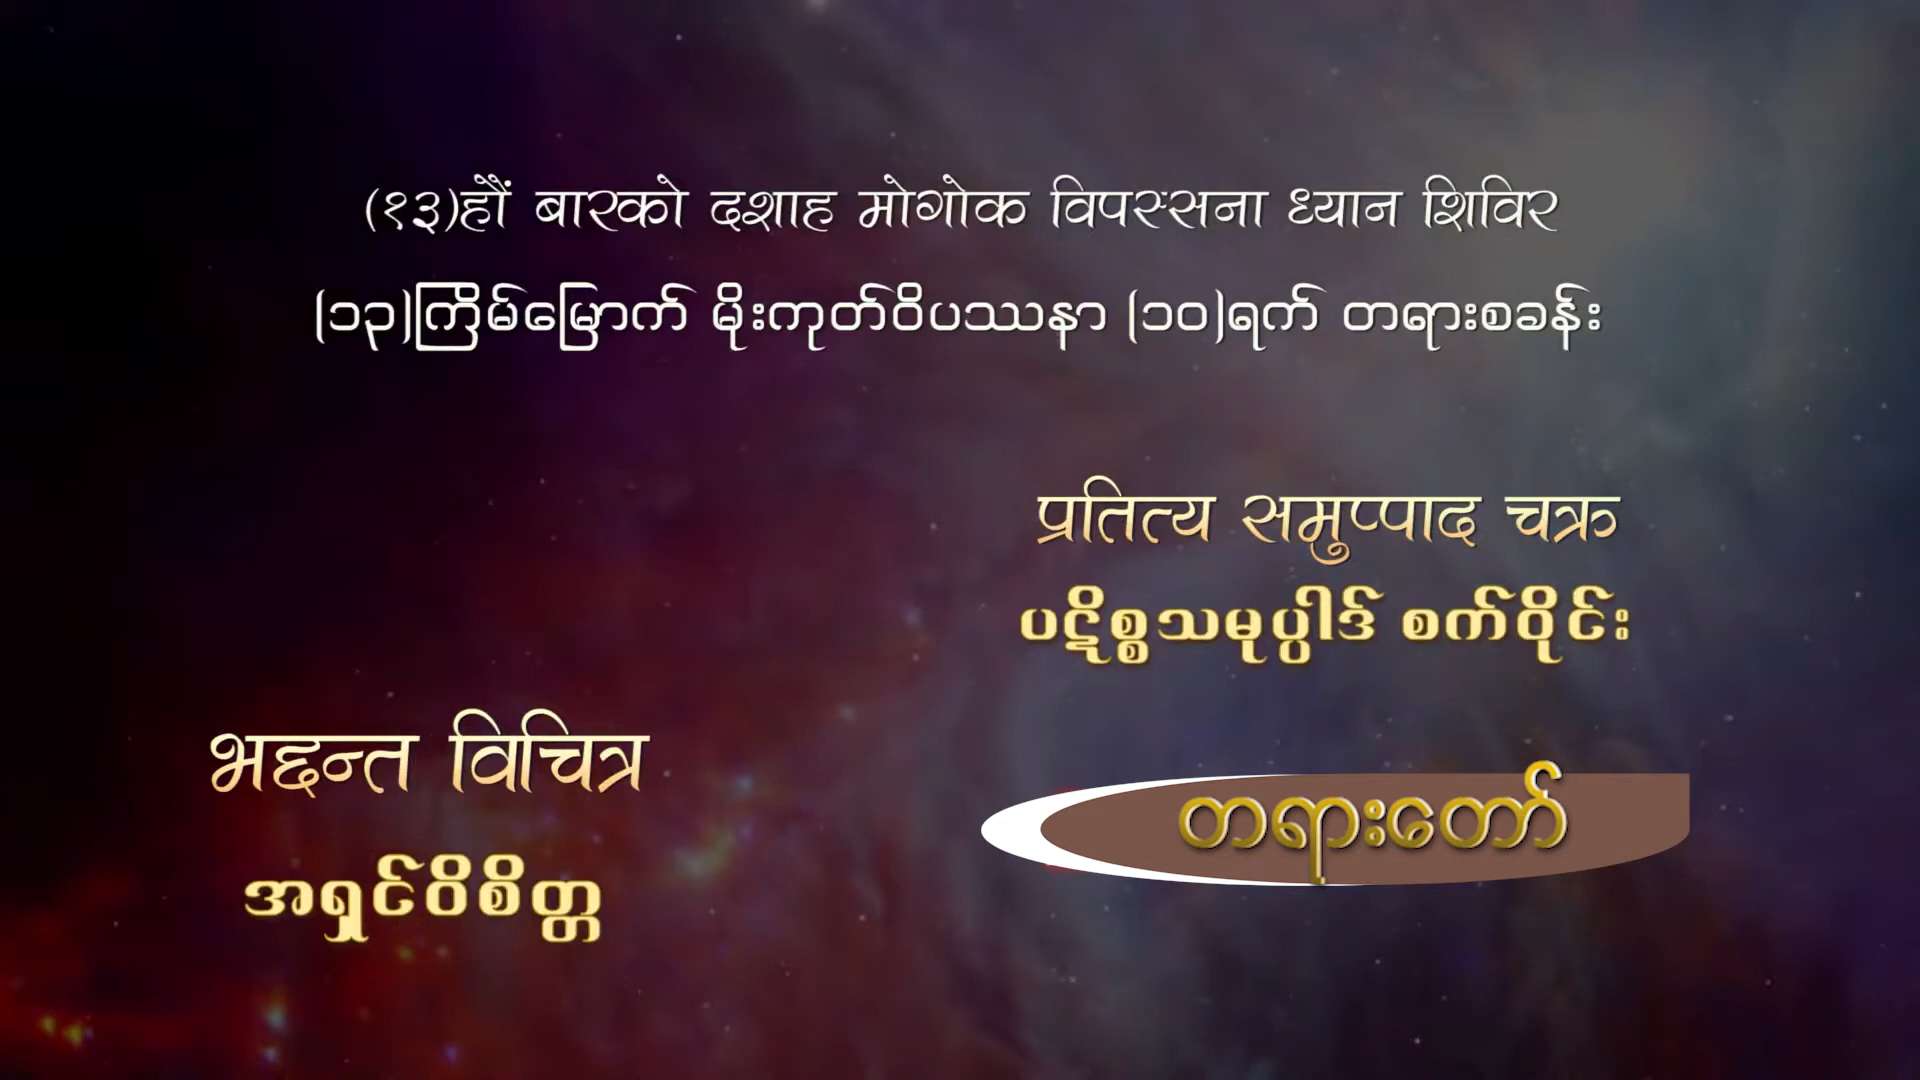 (१३)हौं बारको दशाह मोगोक विपस्सना ध्यान शिविर
(၁၃)ကြိမ်မြောက် မိုးကုတ်ဝိပဿနာ (၁၀)ရက် တရားစခန်း
प्रतित्य समुप्पाद चक्र
ပဋိစ္စသမုပ္ပါဒ် စက်ဝိုင်း
भद्दन्त विचित्र
အရှင်ဝိစိတ္တ
တရားတော်